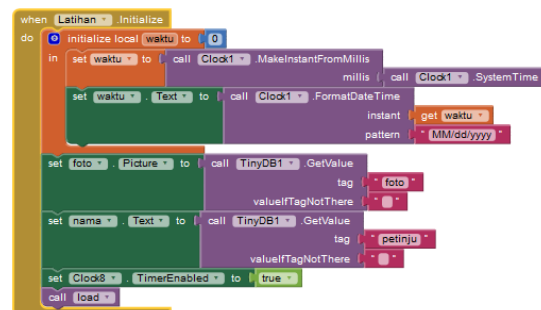 when Latihan .Initialize
do initialize local waktu to 0
in set waktu to call Clock1 .MakeInstantFromMillis
millis call Clock1 .SystemTime
set waktu . Text to call Clock1 .FormatDateTime
instant get waktu
pattern " MM/dd/yyyy "
set foto . Picture to call TinyDB1 .GetValue
tag " foto "
valueIfTagNotThere " "
set nama . Text to call TinyDB1 .GetValue
tag " petinju "
valueIfTagNotThere " "
set Clock8 . TimerEnabled to true
call load